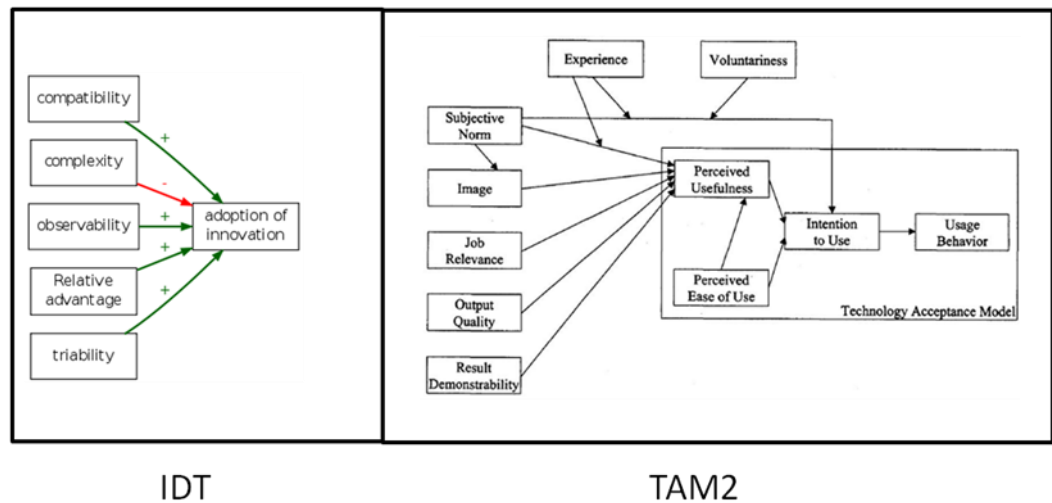 compatibility
+
complexity
-
observability
+
adoption of
innovation
+
Relative
advantage
+
triability
Experience
Voluntariness
Subjective
Norm
Image
Perceived
Usefulness
Job
Relevance
Intention
to Use
Usage
Behavior
Output
Quality
Perceived
Ease of Use
Technology Acceptance Model
Result
Demonstrability
IDT
TAM2